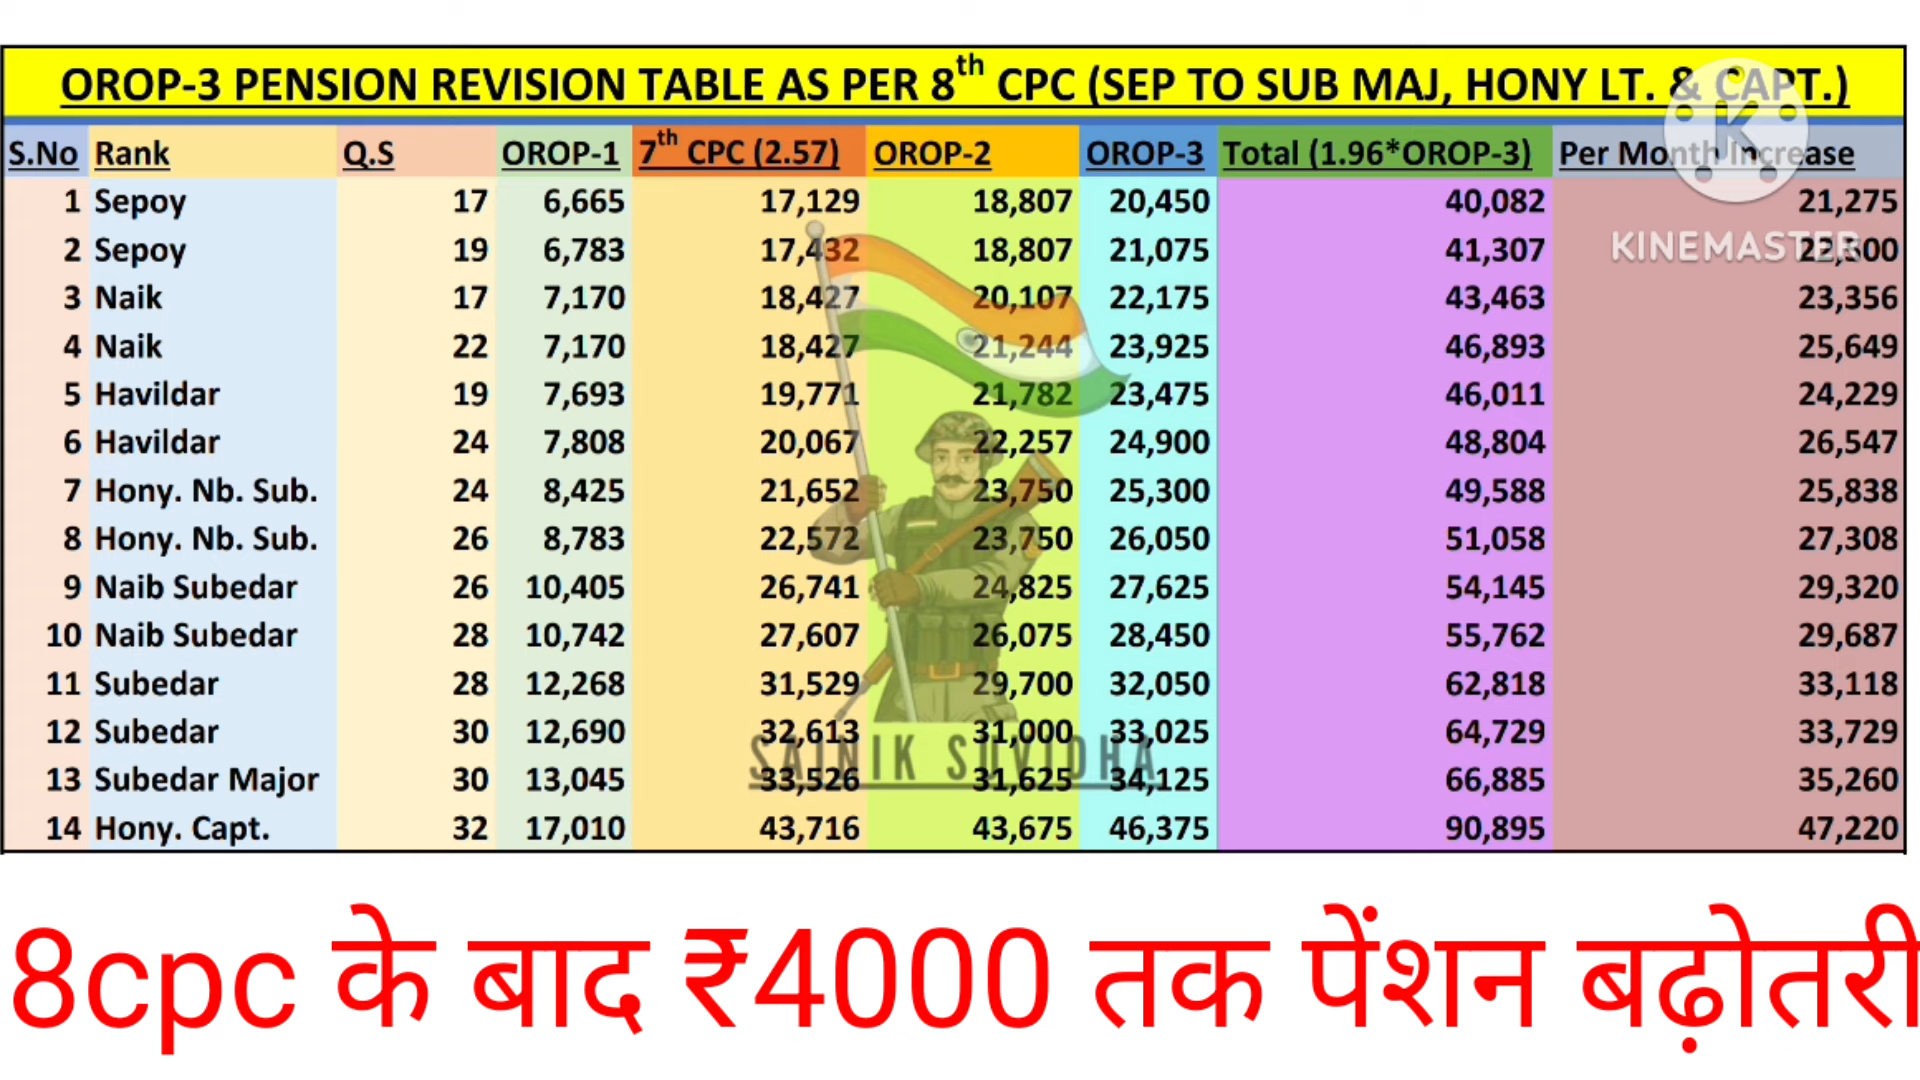 OROP-3 PENSION REVISION TABLE AS PER 8th CPC (SEP TO SUB MAJ, HONY LT. & CAPT.)
S.No Rank Q.S OROP-1 7th CPC (2.57) OROP-2 OROP-3 Total (1.96*OROP-3) Per Month Increase
1 Sepoy 17 6,665 17,129 18,807 20,450 40,082 21,275
2 Sepoy 19 6,783 17,432 18,807 21,075 41,307 22,500
KINEMASTER
3 Naik 17 7,170 18,427 20,107 22,175 43,463 23,356
4 Naik 22 7,170 18,427 21,244 23,925 46,893 25,649
5 Havildar 19 7,693 19,771 21,782 23,475 46,011 24,229
6 Havildar 24 7,808 20,067 22,257 24,900 48,804 26,547
7 Hony. Nb. Sub. 24 8,425 21,652 23,750 25,300 49,588 25,838
8 Hony. Nb. Sub. 26 8,783 22,572 23,750 26,050 51,058 27,308
9 Naib Subedar 26 10,405 26,741 24,825 27,625 54,145 29,320
10 Naib Subedar 28 10,742 27,607 26,075 28,450 55,762 29,687
11 Subedar 28 12,268 31,529 29,700 32,050 62,818 33,118
12 Subedar 30 12,690 32,613 31,000 33,025 64,729 33,729
SAINIK SUVIDHA
13 Subedar Major 30 13,045 33,526 31,625 34,125 66,885 35,260
14 Hony. Capt. 32 17,010 43,716 43,675 46,375 90,895 47,220
8cpc के बाद ₹4000 तक पेंशन बढ़ोतरी